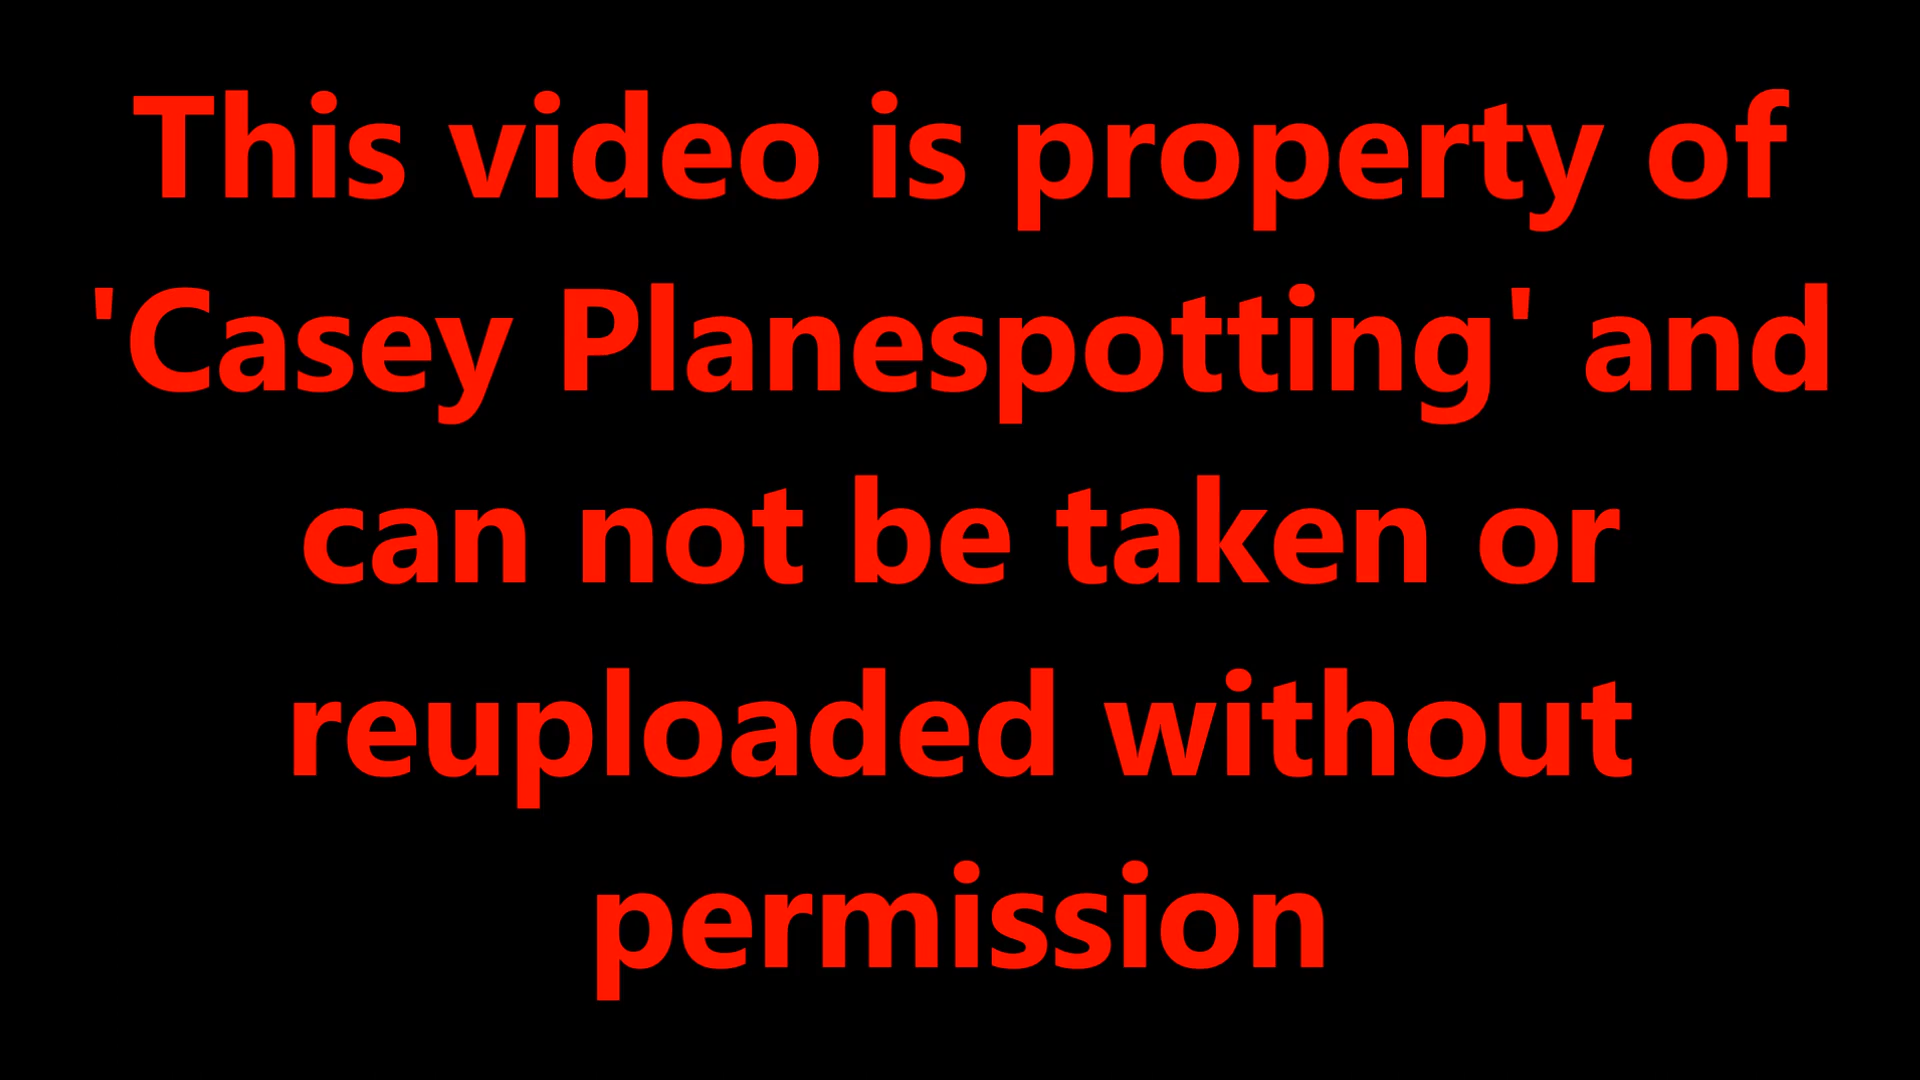 This video is property of
'Casey Planespotting' and
can not be taken or
reuploaded without
permission